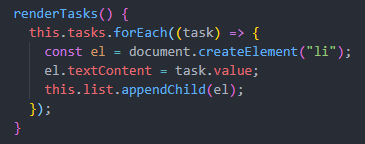 renderTasks() {
  this.tasks.forEach((task) => {
    const el = document.createElement("li");
    el.textContent = task.value;
    this.list.appendChild(el);
  });
}